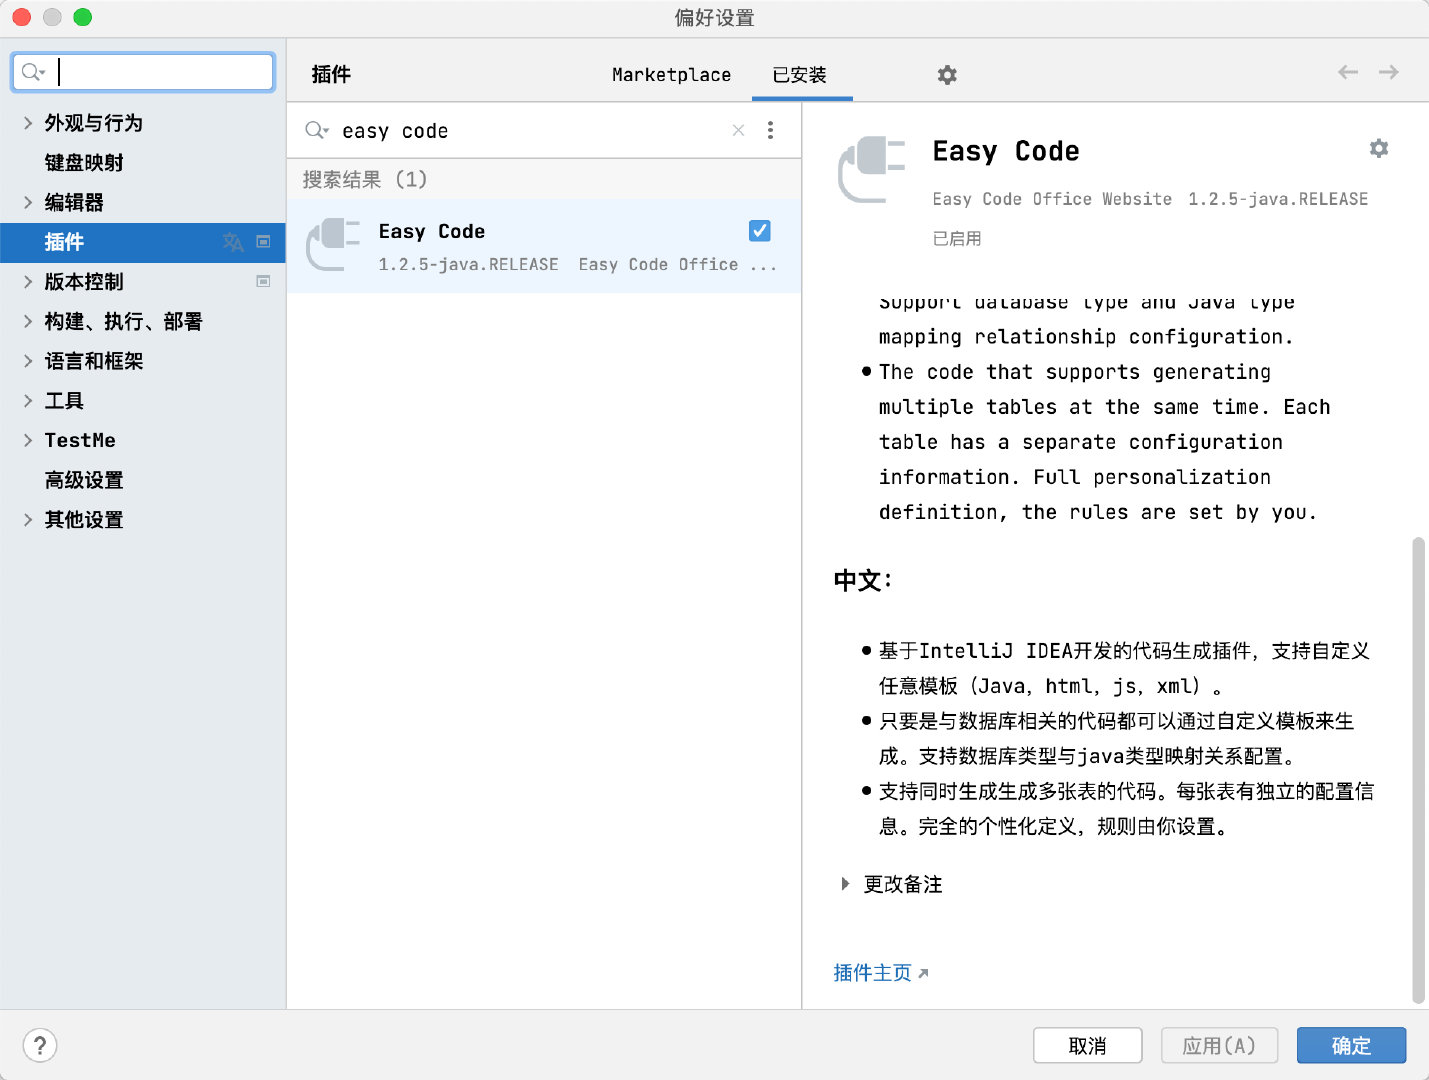 偏好设置
插件
Marketplace
已安装
外观与行为
键盘映射
编辑器
插件
版本控制
构建、执行、部署
语言和框架
工具
TestMe
高级设置
其他设置
easy code
搜索结果 (1)
Easy Code
1.2.5-java.RELEASE Easy Code Office ...
Easy Code
Easy Code Office Website 1.2.5-java.RELEASE
已启用
Support database type and Java type
mapping relationship configuration.
The code that supports generating
multiple tables at the same time. Each
table has a separate configuration
information. Full personalization
definition, the rules are set by you.
中文:
基于IntelliJ IDEA开发的代码生成插件，支持自定义
任意模板（Java，html，js，xml）。
只要是与数据库相关的代码都可以通过自定义模板来生
成。支持数据库类型与java类型映射关系配置。
支持同时生成生成多张表的代码。每张表有独立的配置信
息。完全的个性化定义，规则由你设置。
更改备注
插件主页
?
取消
应用(A)
确定